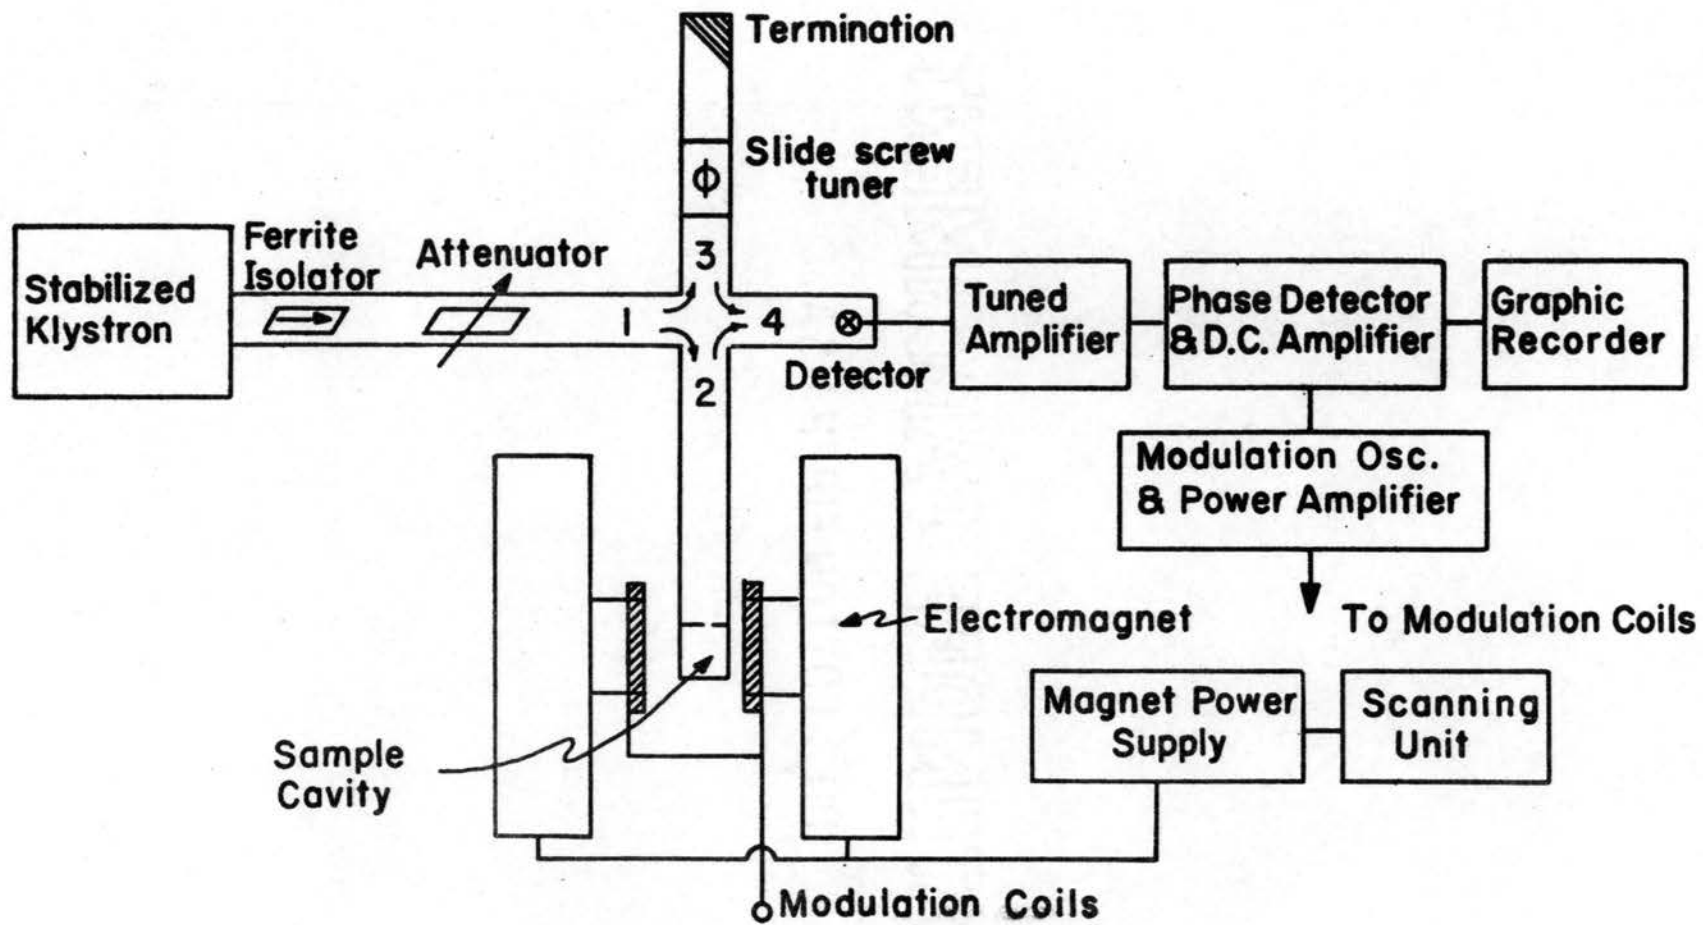 Termination
Slide screw
tuner
Φ
Ferrite
Isolator
Attenuator
Stabilized
Klystron
1
3
4
2
Detector
Tuned
Amplifier
Phase Detector
& D.C. Amplifier
Graphic
Recorder
Modulation Osc.
& Power Amplifier
Electromagnet
To Modulation Coils
Magnet Power
Supply
Scanning
Unit
Sample
Cavity
Modulation Coils